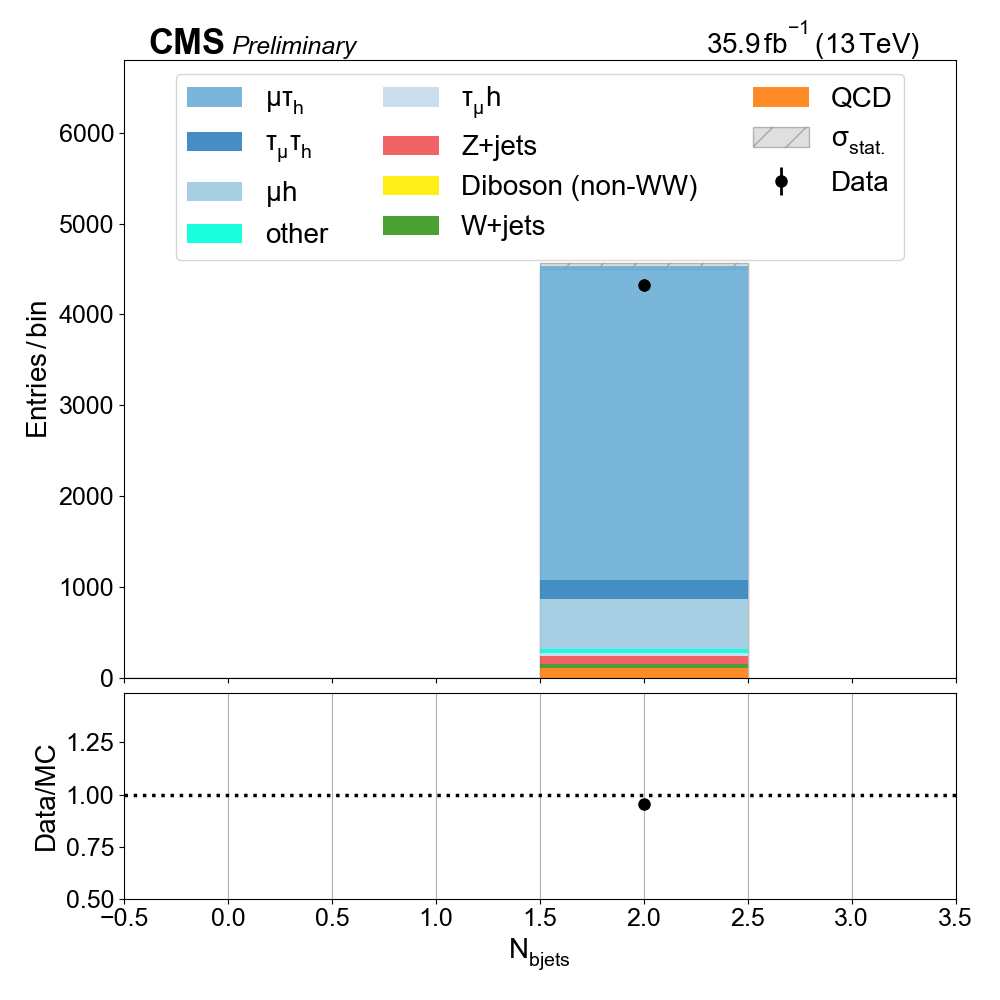 CMS Preliminary 35.9 fb⁻¹ (13 TeV)
μτh τμh QCD
τμτh Z+jets σstat.
μh Diboson (non-WW) Data
other W+jets
Entries / bin
6000
5000
4000
3000
2000
1000
0
Data/MC
1.25
1.00
0.75
0.50
−0.5 0.0 0.5 1.0 1.5 2.0 2.5 3.0 3.5
Nbjets